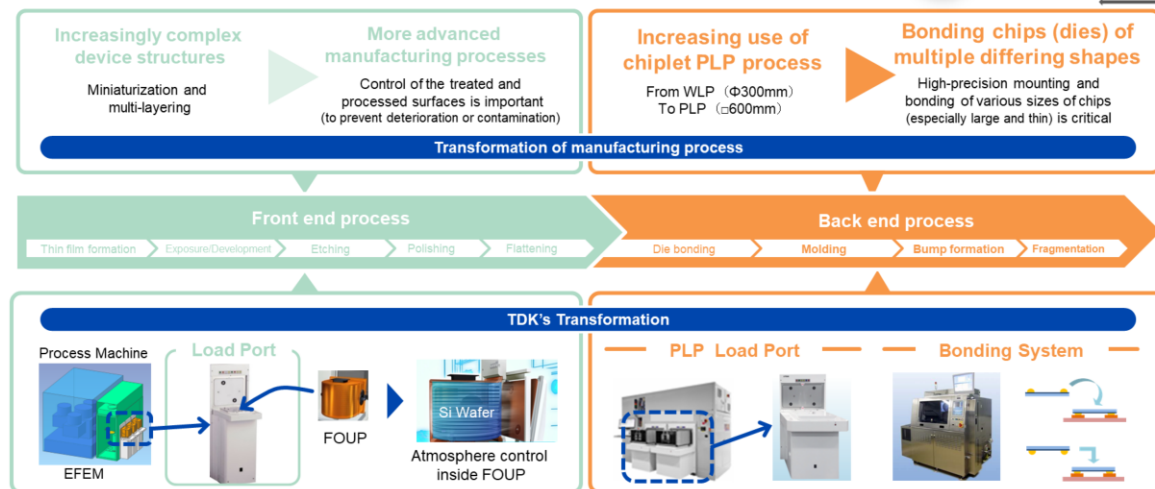 Increasingly complex
device structures
Miniaturization and
multi-layering
More advanced
manufacturing processes
Control of the treated and
processed surfaces is important
(to prevent deterioration or contamination)
Increasing use of
chiplet PLP process
From WLP（Φ300mm）
To PLP（□600mm）
Bonding chips (dies) of
multiple differing shapes
High-precision mounting and
bonding of various sizes of chips
(especially large and thin) is critical
Transformation of manufacturing process
Front end process
Thin film formation
Exposure/Development
Etching
Polishing
Flattening
Back end process
Die bonding
Molding
Bump formation
Fragmentation
TDK's Transformation
Process Machine
EFEM
Load Port
FOUP
Si Wafer
Atmosphere control
inside FOUP
PLP Load Port
Bonding System